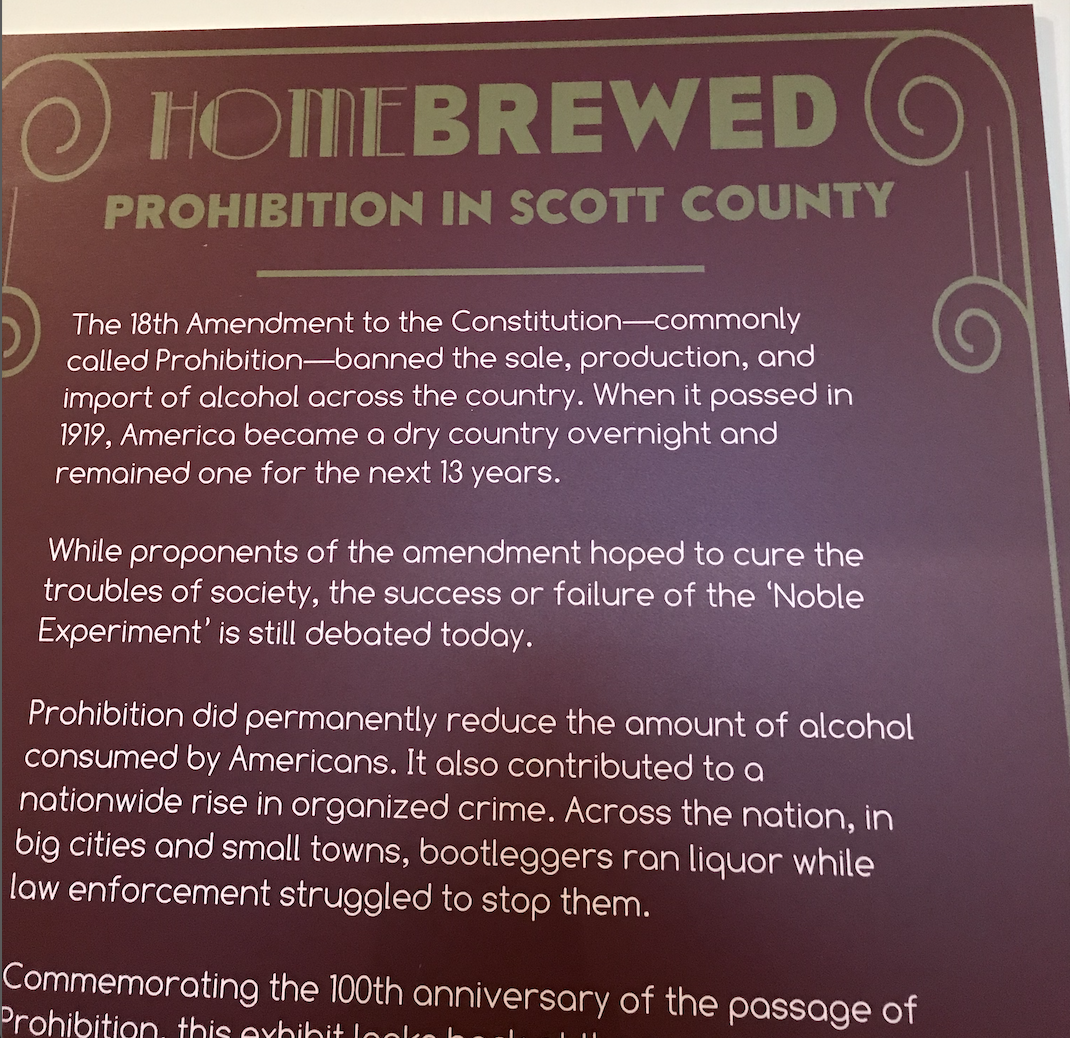 HOMEBREWED
PROHIBITION IN SCOTT COUNTY
The 18th Amendment to the Constitution—commonly
called Prohibition—banned the sale, production, and
import of alcohol across the country. When it passed in
1919, America became a dry country overnight and
remained one for the next 13 years.
While proponents of the amendment hoped to cure the
troubles of society, the success or failure of the ‘Noble
Experiment’ is still debated today.
Prohibition did permanently reduce the amount of alcohol
consumed by Americans. It also contributed to a
nationwide rise in organized crime. Across the nation, in
big cities and small towns, bootleggers ran liquor while
law enforcement struggled to stop them.
Commemorating the 100th anniversary of the passage of
Prohibition, this exhibit looks